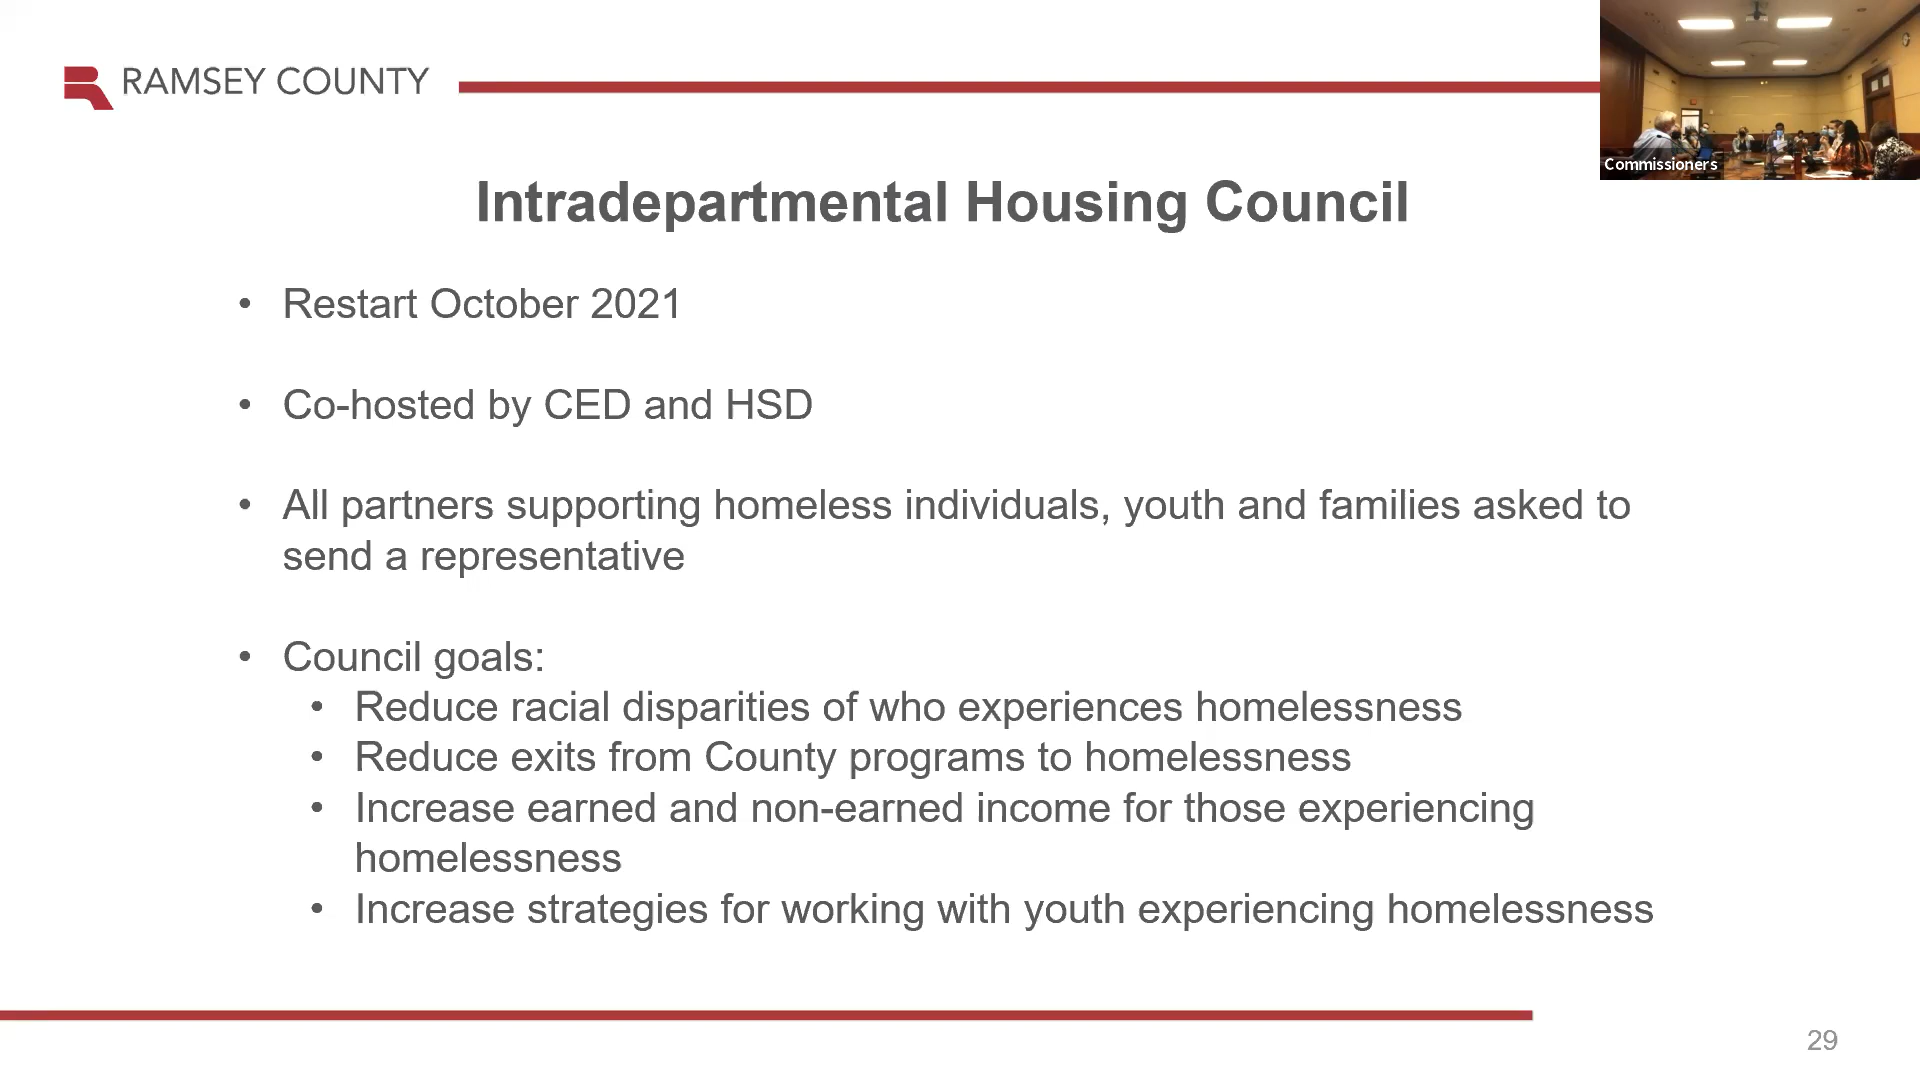 RAMSEY COUNTY
Commissioners
Intradepartmental Housing Council
• Restart October 2021
• Co-hosted by CED and HSD
• All partners supporting homeless individuals, youth and families asked to
send a representative
• Council goals:
• Reduce racial disparities of who experiences homelessness
• Reduce exits from County programs to homelessness
• Increase earned and non-earned income for those experiencing
homelessness
• Increase strategies for working with youth experiencing homelessness
29